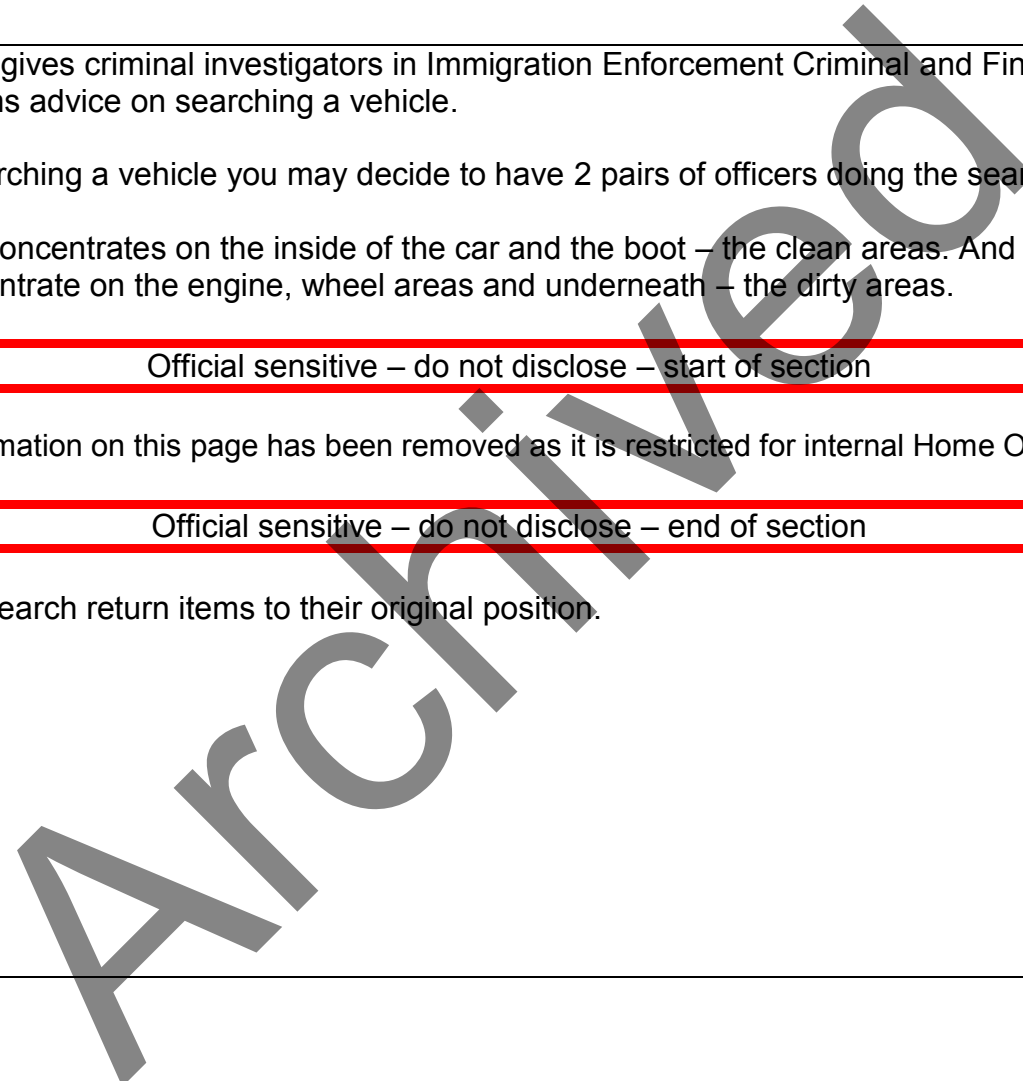 gives criminal investigators in Immigration Enforcement Criminal and Fin
ns advice on searching a vehicle.
rching a vehicle you may decide to have 2 pairs of officers doing the sear
oncentrates on the inside of the car and the boot – the clean areas. And
ntrate on the engine, wheel areas and underneath – the dirty areas.
Official sensitive – do not disclose – start of section
mation on this page has been removed as it is restricted for internal Home O
Official sensitive – do not disclose – end of section
earch return items to their original position.
Archived